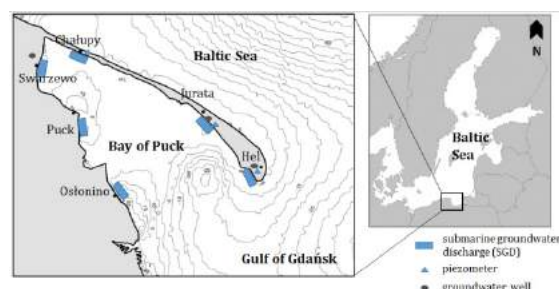 Chałupy
Baltic Sea
Swarzewo
Jurata
Puck
Bay of Puck
Hel
Osłonino
Gulf of Gdańsk
N
Baltic
Sea
submarine groundwater
discharge (SGD)
piezometer
groundwater well